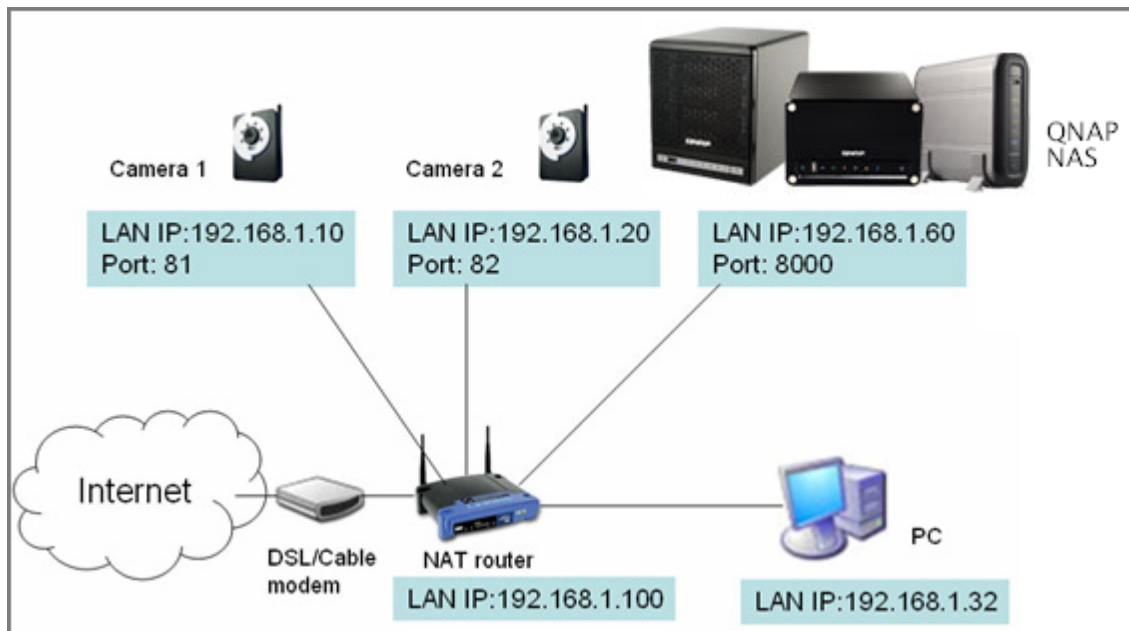 QNAP
NAS
Camera 1
Camera 2
LAN IP:192.168.1.10
Port: 81
LAN IP:192.168.1.20
Port: 82
LAN IP:192.168.1.60
Port: 8000
Internet
DSL/Cable
modem
NAT router
PC
LAN IP:192.168.1.100
LAN IP:192.168.1.32